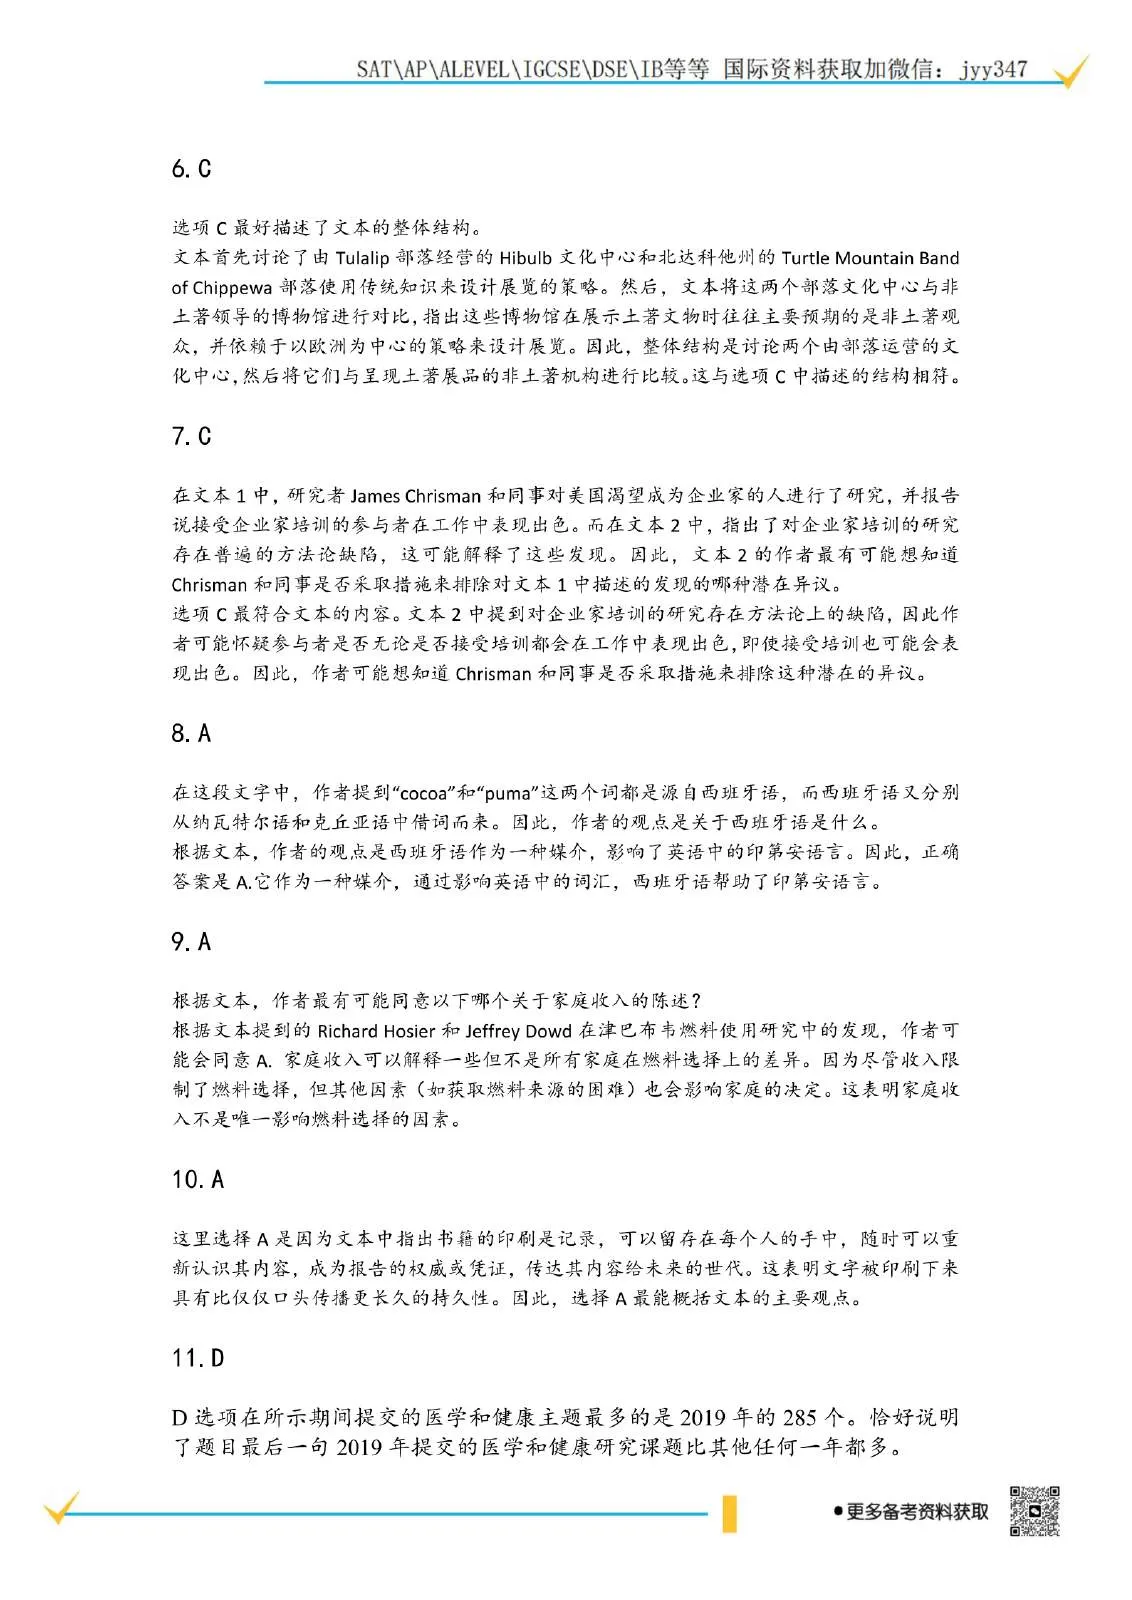 SAT\AP\ALEVEL\IGCSE\DSE\IB等等 国际资料获取加微信：jyy347
6. C
选项 C 最好描述了文本的整体结构。
文本首先讨论了由 Tulalip 部落经营的 Hibulb 文化中心和北达科他州的 Turtle Mountain Band
of Chippewa 部落使用传统知识来设计展览的策略。然后，文本将这两个部落文化中心与非
土著领导的博物馆进行对比，指出这些博物馆在展示土著文物时往往主要预期的是非土著观
众，并依赖于以欧洲为中心的策略来设计展览。因此，整体结构是讨论两个由部落运营的文
化中心，然后将它们与呈现土著展品的非土著机构进行比较。这与选项 C 中描述的结构相符。
7. C
在文本 1 中，研究者 James Chrisman 和同事对美国渴望成为企业家的人进行了研究，并报告
说接受企业家培训的参与者在工作中表现出色。而在文本 2 中，指出了对企业家培训的研究
存在普遍的方法论缺陷，这可能解释了这些发现。因此，文本 2 的作者最有可能想知道
Chrisman 和同事是否采取措施来排除对文本 1 中描述的发现的哪种潜在异议。
选项 C 最符合文本的内容。文本 2 中提到对企业家培训的研究存在方法论上的缺陷，因此作
者可能怀疑参与者是否无论是否接受培训都会在工作中表现出色，即使接受培训也可能会表
现出色。因此，作者可能想知道 Chrisman 和同事是否采取措施来排除这种潜在的异议。
8. A
在这段文字中，作者提到“cocoa”和“puma”这两个词都是源自西班牙语，而西班牙语又分别
从纳瓦特尔语和克丘亚语中借词而来。因此，作者的观点是关于西班牙语是什么。
根据文本，作者的观点是西班牙语作为一种媒介，影响了英语中的印第安语言。因此，正确
答案是 A.它作为一种媒介，通过影响英语中的词汇，西班牙语帮助了印第安语言。
9. A
根据文本，作者最有可能同意以下哪个关于家庭收入的陈述？
根据文本提到的 Richard Hosier 和 Jeffrey Dowd 在津巴布韦燃料使用研究中的发现，作者可
能会同意 A. 家庭收入可以解释一些但不是所有家庭在燃料选择上的差异。因为尽管收入限
制了燃料选择，但其他因素（如获取燃料来源的困难）也会影响家庭的决定。这表明家庭收
入不是唯一影响燃料选择的因素。
10. A
这里选择 A 是因为文本中指出书籍的印刷是记录，可以留存在每个人的手中，随时可以重
新认识其内容，成为报告的权威或凭证，传达其内容给未来的世代。这表明文字被印刷下来
具有比仅仅口头传播更长久的持久性。因此，选择 A 最能概括文本的主要观点。
11. D
D 选项在所示期间提交的医学和健康主题最多的是 2019 年的 285 个。恰好说明
了题目最后一句 2019 年提交的医学和健康研究课题比其他任何一年都多。
●更多备考资料获取